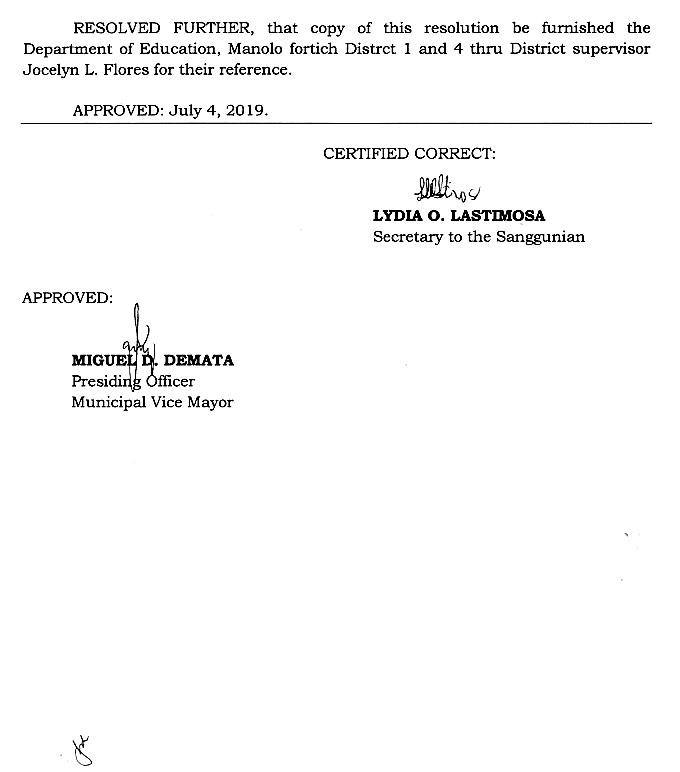 RESOLVED FURTHER, that copy of this resolution be furnished the
Department of Education, Manolo fortich Distrct 1 and 4 thru District supervisor
Jocelyn L. Flores for their reference.
APPROVED: July 4, 2019.
CERTIFIED CORRECT:
LYDIA O. LASTIMOSA
Secretary to the Sanggunian
APPROVED:
MIGUEL D. DEMATA
Presiding Officer
Municipal Vice Mayor